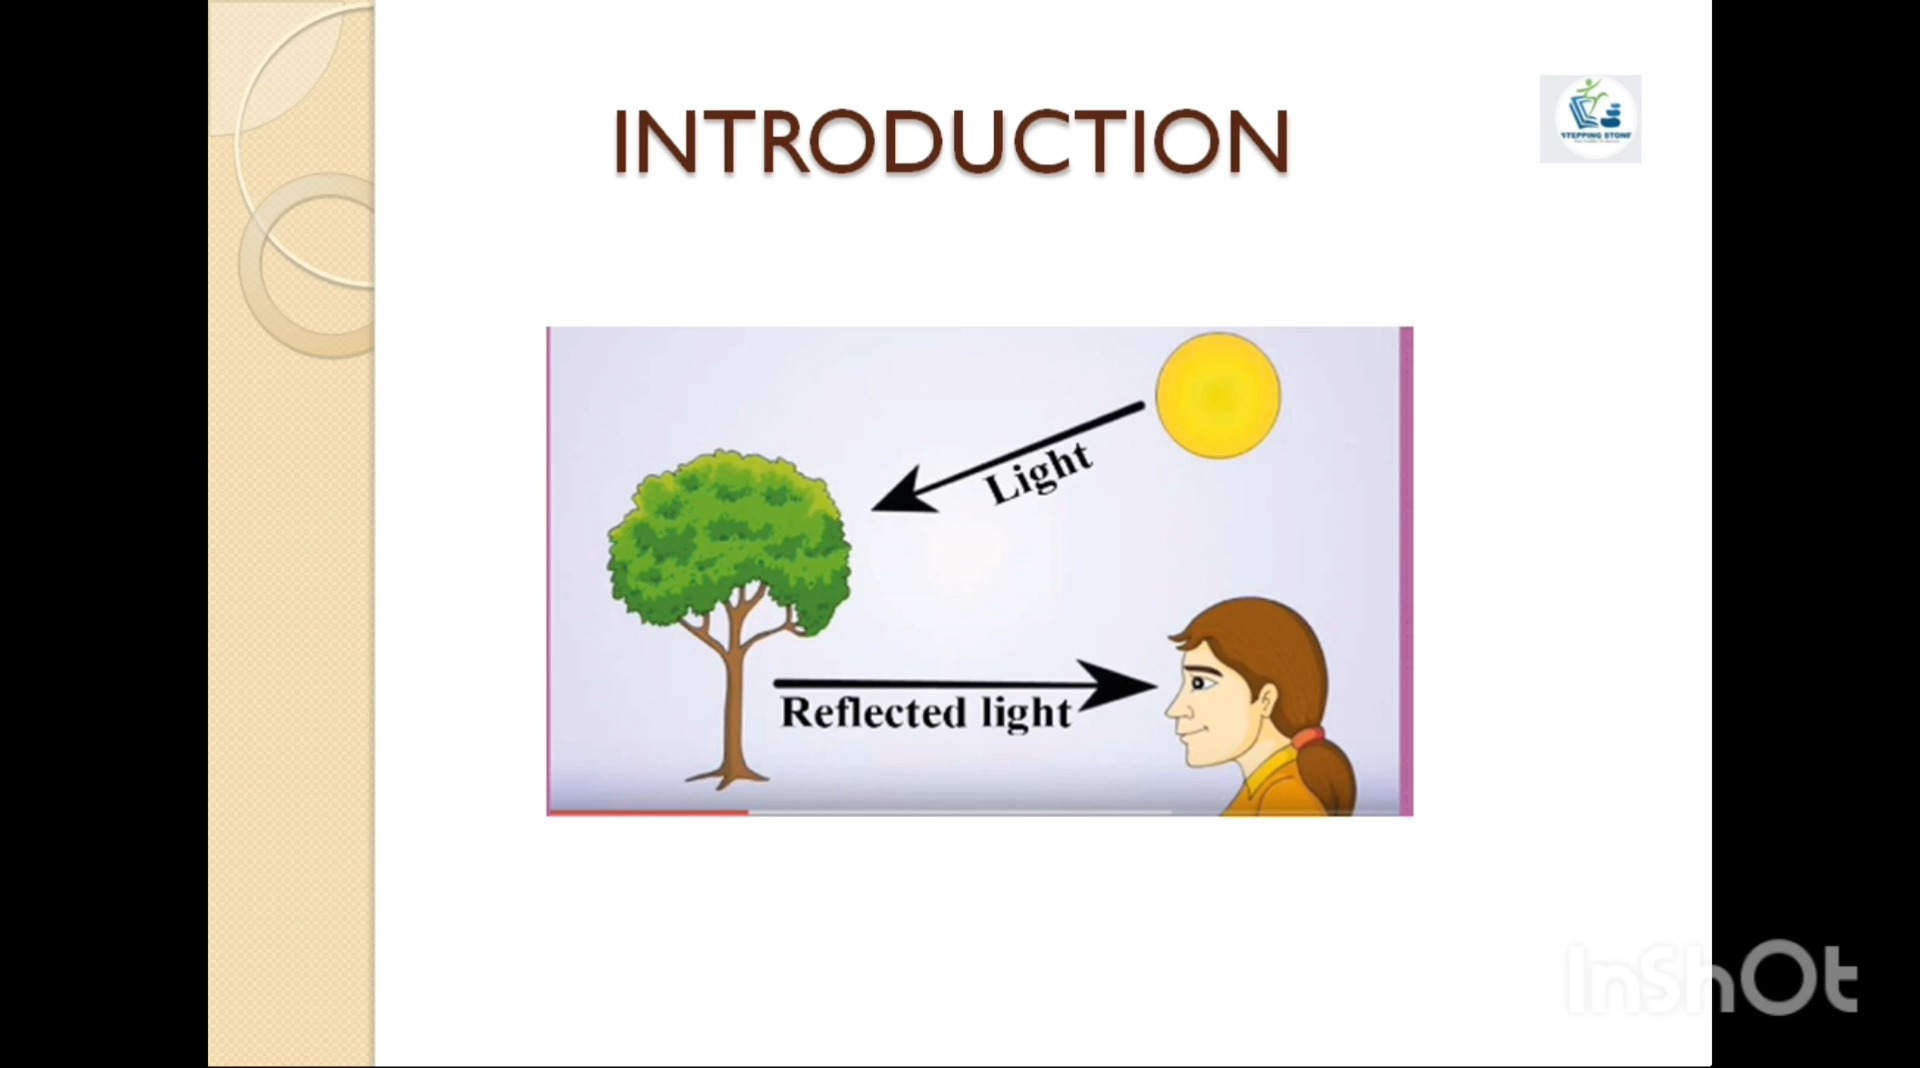 INTRODUCTION
STEPPING STONE
Light
Reflected light
InShOt